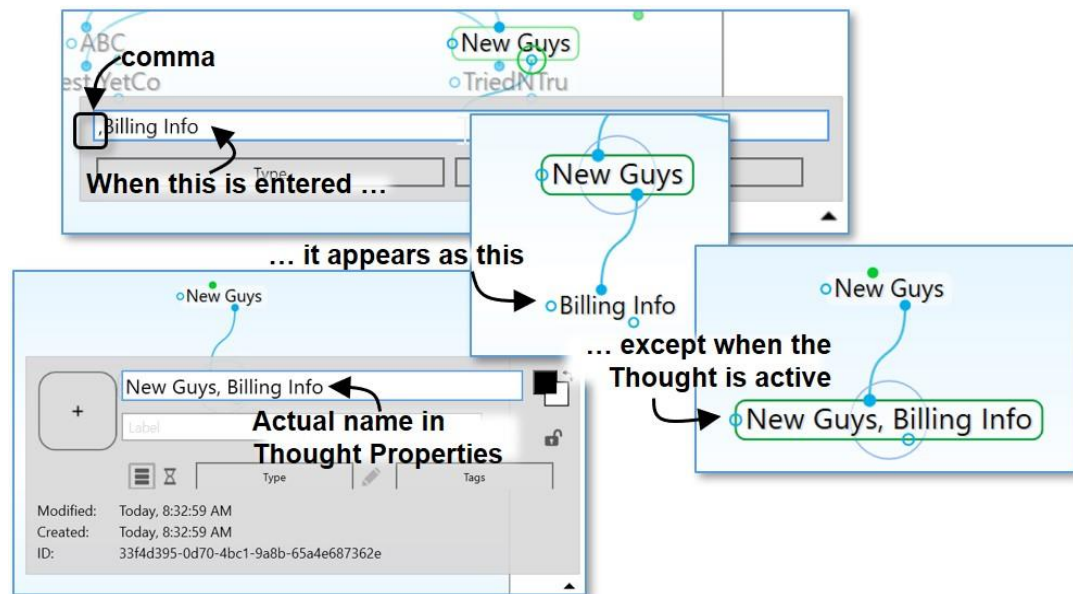 ABC
comma
New Guys
est YetCo
TriedNTru
,Billing Info
Type
When this is entered ...
New Guys
... it appears as this
Billing Info
New Guys
... except when the
Thought is active
New Guys, Billing Info
New Guys
New Guys, Billing Info
Label
Actual name in
Thought Properties
Type
Tags
Modified: Today, 8:32:59 AM
Created: Today, 8:32:59 AM
ID: 33f4d395-0d70-4bc1-9a8b-65a4e687362e